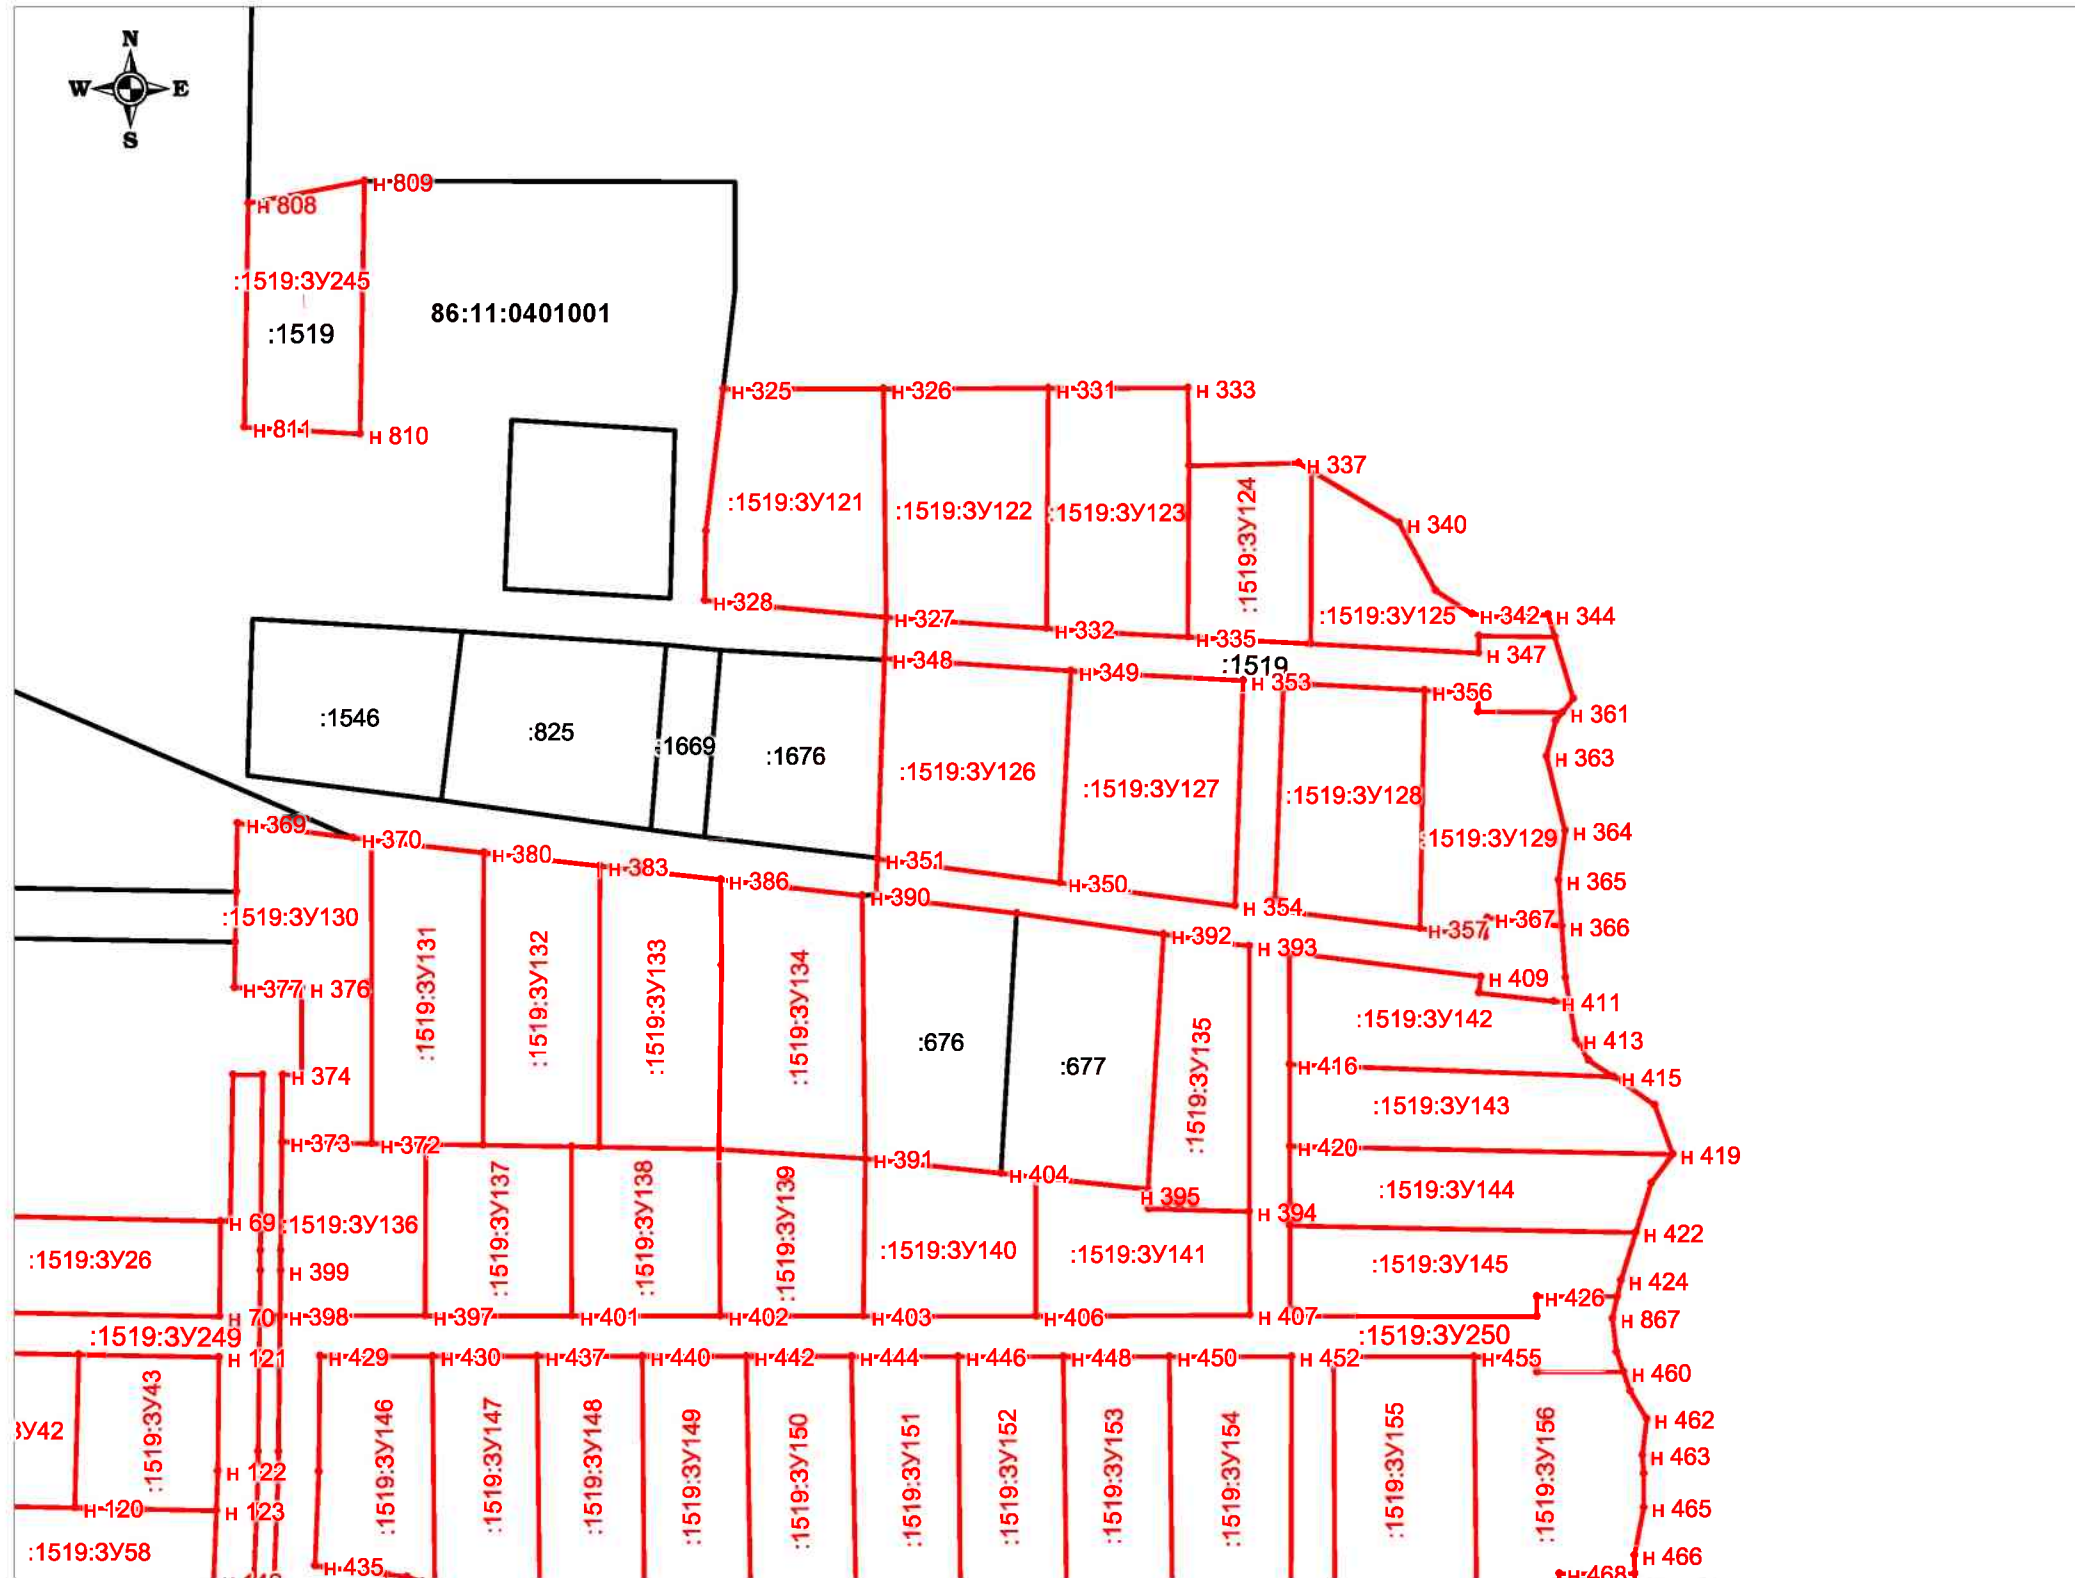 N
W E
S
н 809
н 808
:1519:ЗУ245
86:11:0401001
:1519
н 811
н 810
н 325
н 326
н 331
н 333
н 337
:1519:ЗУ121
:1519:ЗУ122
:1519:ЗУ123
:1519:ЗУ124
н 340
н 328
н 327
н 332
н 335
:1519:ЗУ125
н 342
н 344
н 347
:1519
н 348
н 349
н 353
н 356
н 361
:1546
:825
:1669
:1676
:1519:ЗУ126
:1519:ЗУ127
:1519:ЗУ128
:1519:ЗУ129
н 363
н 364
н 369
н 370
н 380
н 383
н 386
н 351
н 350
н 390
н 354
н 357
н 367
н 365
н 366
:1519:ЗУ130
:1519:ЗУ131
:1519:ЗУ132
:1519:ЗУ133
:1519:ЗУ134
н 392
н 393
н 409
н 411
н 377
н 376
:676
:677
:1519:ЗУ135
:1519:ЗУ142
н 413
н 374
н 416
н 415
:1519:ЗУ143
н 373
н 372
н 391
н 404
н 395
н 420
н 419
:1519:ЗУ144
н 69
:1519:ЗУ136
:1519:ЗУ137
:1519:ЗУ138
:1519:ЗУ139
:1519:ЗУ140
:1519:ЗУ141
н 394
н 422
:1519:ЗУ145
:1519:ЗУ26
н 399
н 424
н 426
н 70
н 398
н 397
н 401
н 402
н 403
н 406
н 407
н 867
:1519:ЗУ249
:1519:ЗУ250
н 121
н 429
н 430
н 437
н 440
н 442
н 444
н 446
н 448
н 450
н 452
н 455
н 460
ЗУ42
:1519:ЗУ43
:1519:ЗУ146
:1519:ЗУ147
:1519:ЗУ148
:1519:ЗУ149
:1519:ЗУ150
:1519:ЗУ151
:1519:ЗУ152
:1519:ЗУ153
:1519:ЗУ154
:1519:ЗУ155
:1519:ЗУ156
н 462
н 463
н 122
н 120
н 123
н 465
:1519:ЗУ58
н 435
н 466
н 468